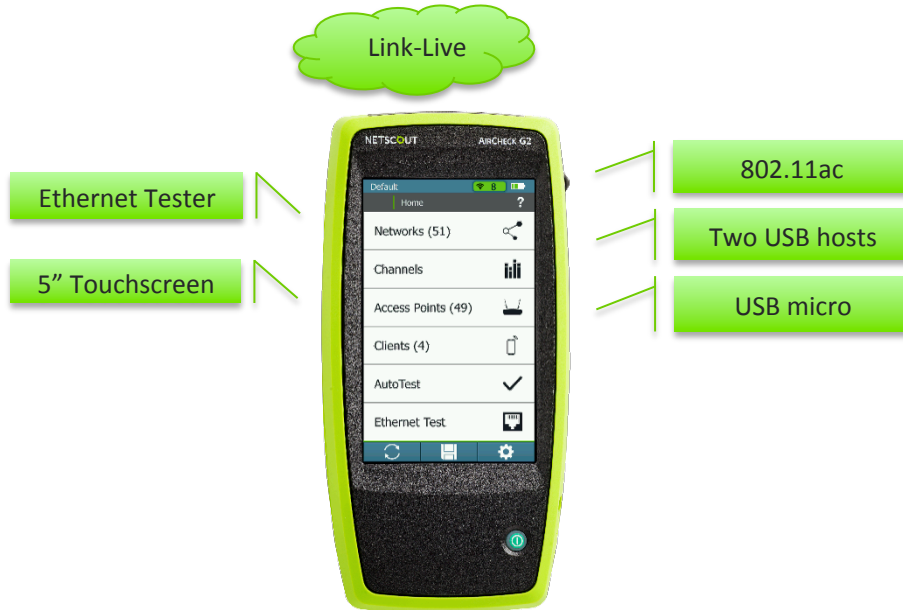 Link-Live
NETSCOUT AIRCHECK G2
Ethernet Tester
5” Touchscreen
Default 8
Home ?
Networks (51)
Channels
Access Points (49)
Clients (4)
AutoTest
Ethernet Test
802.11ac
Two USB hosts
USB micro